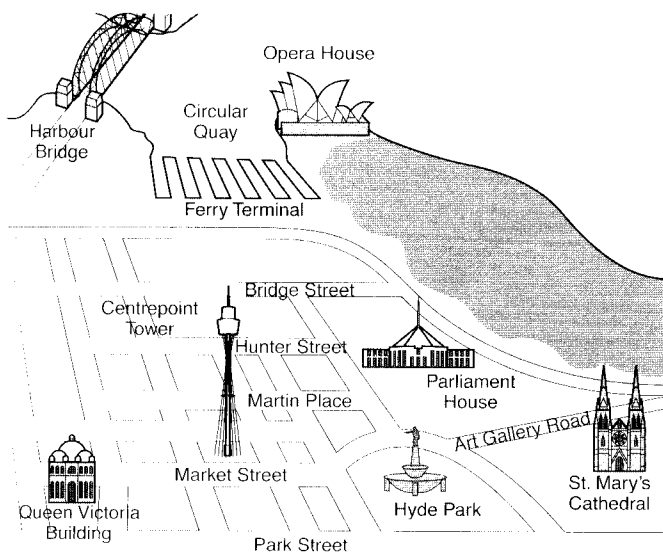 Opera House
Circular
Quay
Harbour
Bridge
Ferry Terminal
Bridge Street
Centrepoint
Tower
Hunter Street
Parliament
House
Martin Place
Art Gallery Road
Market Street
St. Mary's
Cathedral
Queen Victoria
Building
Hyde Park
Park Street